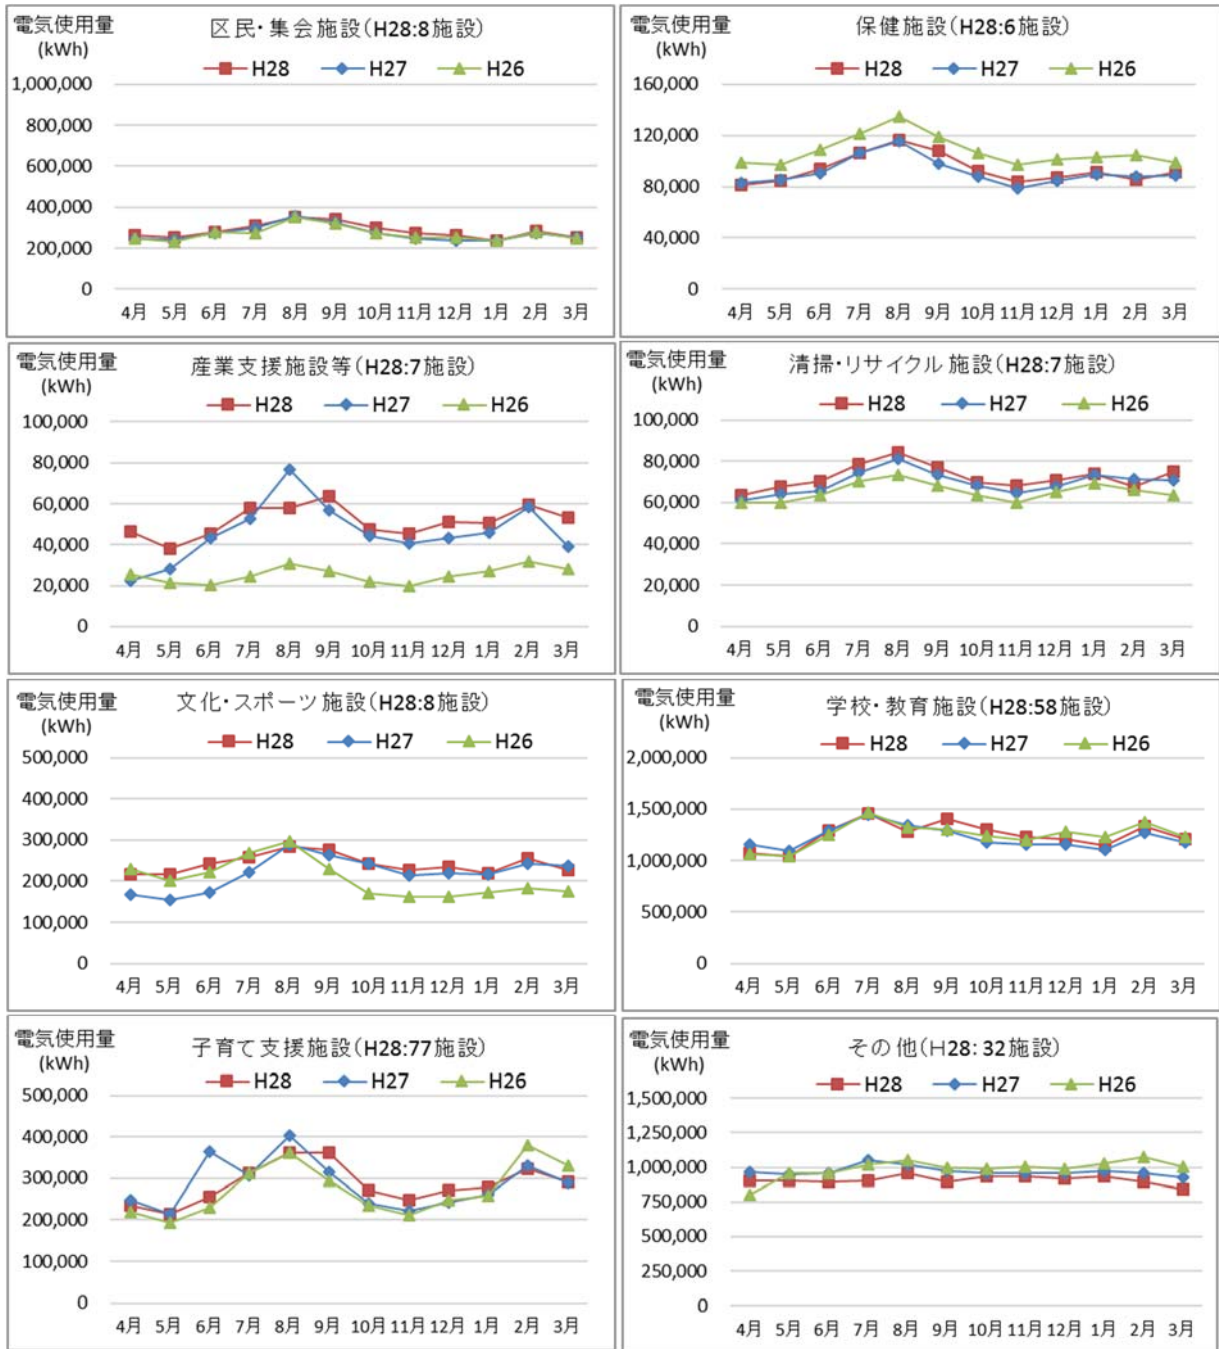 電気使用量
(kWh)
区民・集会施設(H28:8施設)
H28 H27 H26
1,000,000
800,000
600,000
400,000
200,000
0
4月 5月 6月 7月 8月 9月 10月 11月 12月 1月 2月 3月
電気使用量
(kWh)
保健施設(H28:6施設)
H28 H27 H26
160,000
120,000
80,000
40,000
0
4月 5月 6月 7月 8月 9月 10月 11月 12月 1月 2月 3月
電気使用量
(kWh)
産業支援施設等(H28:7施設)
H28 H27 H26
100,000
80,000
60,000
40,000
20,000
0
4月 5月 6月 7月 8月 9月 10月 11月 12月 1月 2月 3月
電気使用量
(kWh)
清掃・リサイクル施設(H28:7施設)
H28 H27 H26
100,000
80,000
60,000
40,000
20,000
0
4月 5月 6月 7月 8月 9月 10月 11月 12月 1月 2月 3月
電気使用量
(kWh)
文化・スポーツ施設(H28:8施設)
H28 H27 H26
500,000
400,000
300,000
200,000
100,000
0
4月 5月 6月 7月 8月 9月 10月 11月 12月 1月 2月 3月
電気使用量
(kWh)
学校・教育施設(H28:58施設)
H28 H27 H26
2,000,000
1,500,000
1,000,000
500,000
0
4月 5月 6月 7月 8月 9月 10月 11月 12月 1月 2月 3月
電気使用量
(kWh)
子育て支援施設(H28:77施設)
H28 H27 H26
500,000
400,000
300,000
200,000
100,000
0
4月 5月 6月 7月 8月 9月 10月 11月 12月 1月 2月 3月
電気使用量
(kWh)
その他(H28:32施設)
H28 H27 H26
1,500,000
1,250,000
1,000,000
750,000
500,000
250,000
0
4月 5月 6月 7月 8月 9月 10月 11月 12月 1月 2月 3月